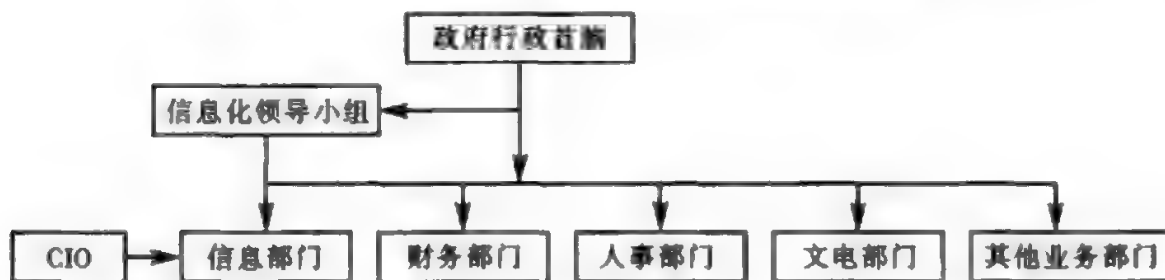 政府行政首脑
信息化领导小组
CIO
信息部门
财务部门
人事部门
文电部门
其他业务部门